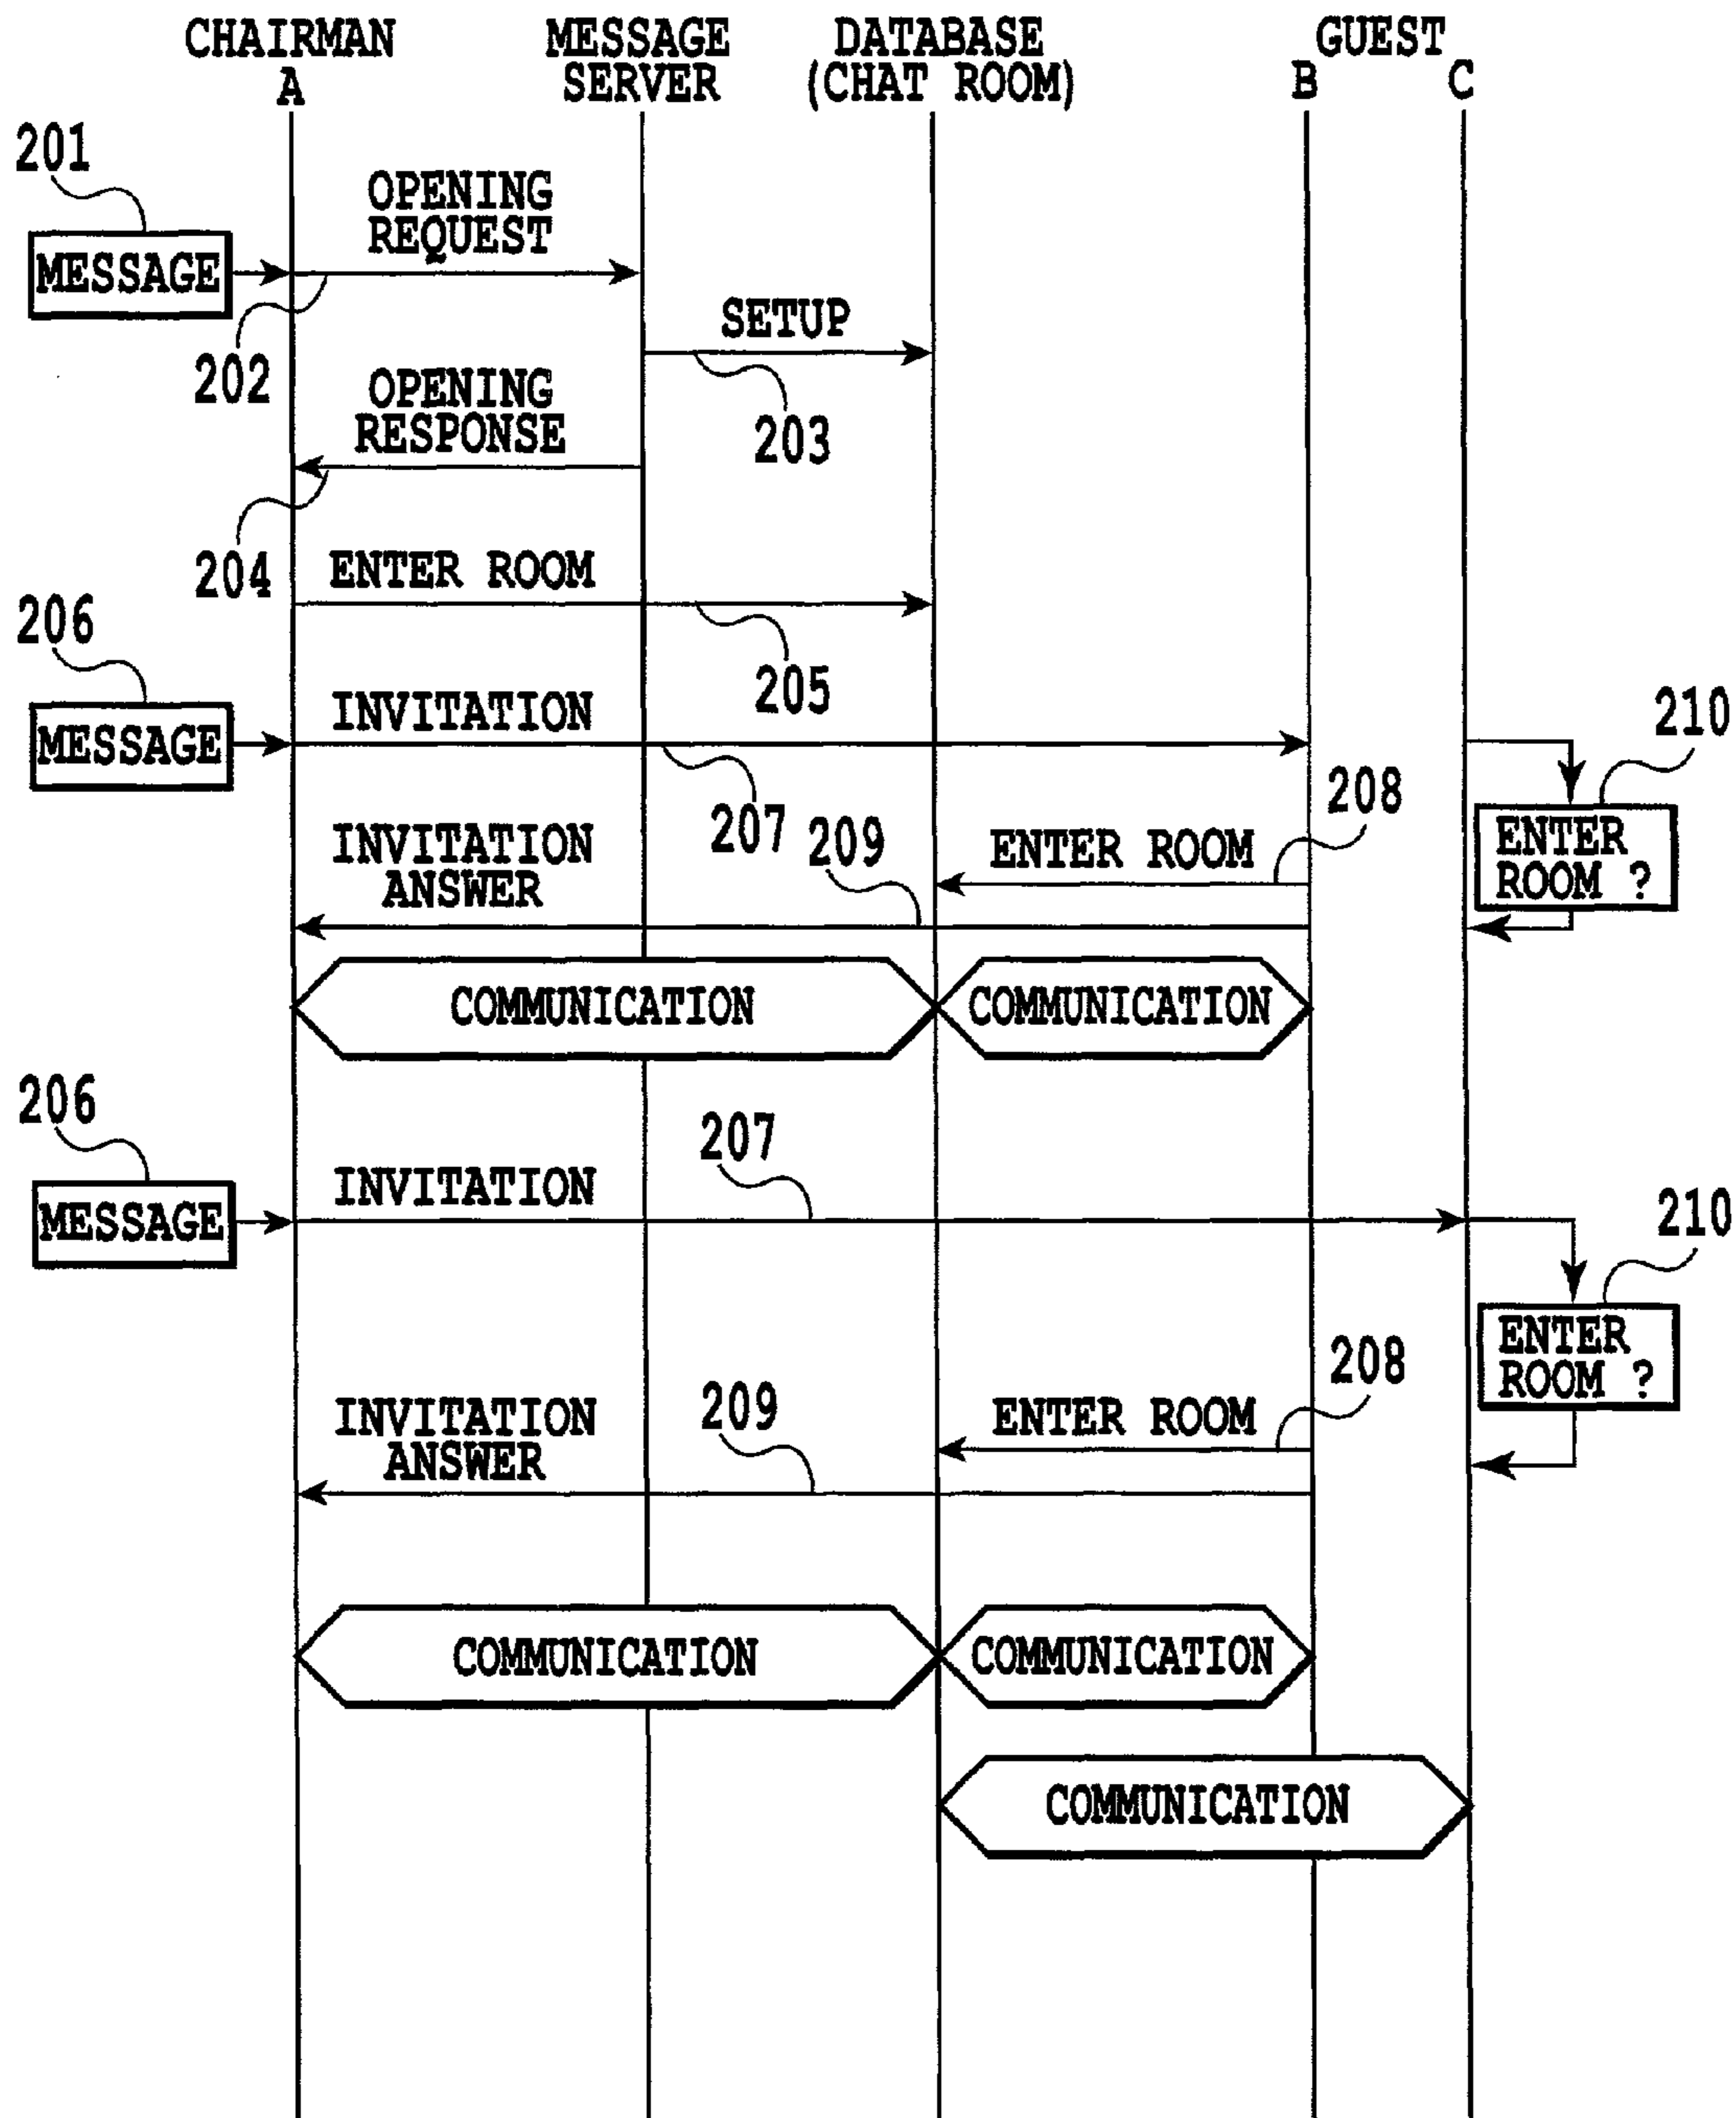 CHAIRMAN
A
MESSAGE
SERVER
DATABASE
(CHAT ROOM)
GUEST
B
C
201
MESSAGE
OPENING
REQUEST
202
SETUP
203
OPENING
RESPONSE
204
ENTER ROOM
205
206
MESSAGE
INVITATION
207
210
ENTER
ROOM ?
208
ENTER ROOM
209
INVITATION
ANSWER
COMMUNICATION
COMMUNICATION
206
MESSAGE
INVITATION
207
210
ENTER
ROOM ?
208
ENTER ROOM
209
INVITATION
ANSWER
COMMUNICATION
COMMUNICATION
COMMUNICATION